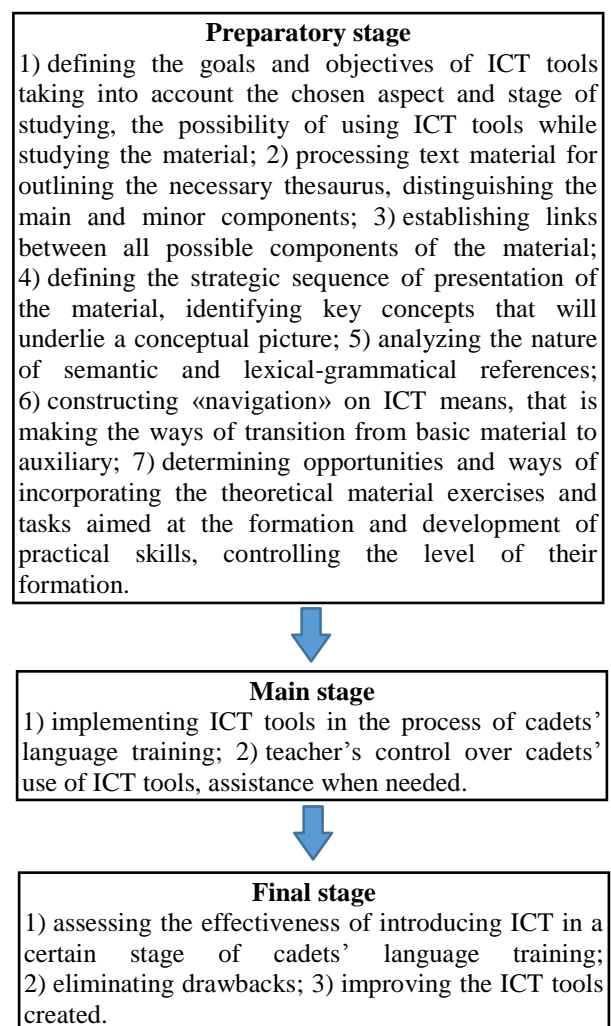 Preparatory stage
1) defining the goals and objectives of ICT tools
taking into account the chosen aspect and stage of
studying, the possibility of using ICT tools while
studying the material; 2) processing text material for
outlining the necessary thesaurus, distinguishing the
main and minor components; 3) establishing links
between all possible components of the material;
4) defining the strategic sequence of presentation of
the material, identifying key concepts that will
underlie a conceptual picture; 5) analyzing the nature
of semantic and lexical-grammatical references;
6) constructing «navigation» on ICT means, that is
making the ways of transition from basic material to
auxiliary; 7) determining opportunities and ways of
incorporating the theoretical material exercises and
tasks aimed at the formation and development of
practical skills, controlling the level of their
formation.
Main stage
1) implementing ICT tools in the process of cadets’
language training; 2) teacher’s control over cadets’
use of ICT tools, assistance when needed.
Final stage
1) assessing the effectiveness of introducing ICT in a
certain stage of cadets’ language training;
2) eliminating drawbacks; 3) improving the ICT tools
created.